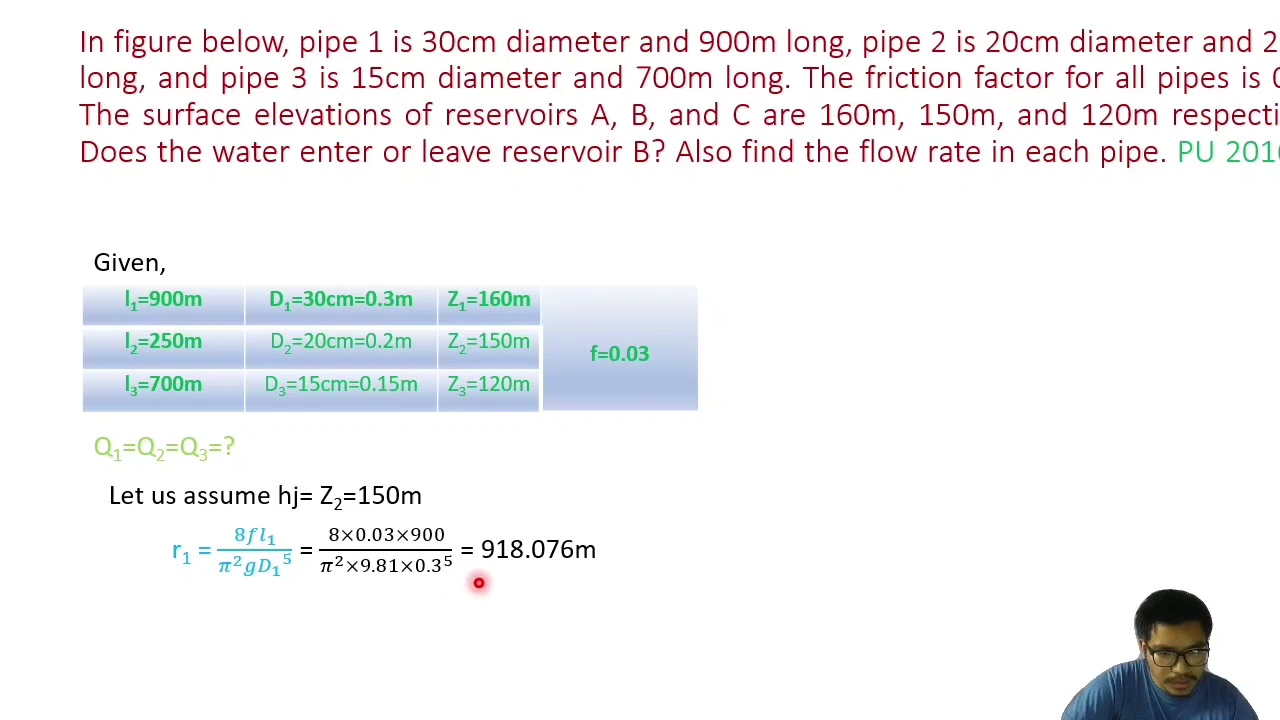 In figure below, pipe 1 is 30cm diameter and 900m long, pipe 2 is 20cm diameter and
long, and pipe 3 is 15cm diameter and 700m long. The friction factor for all pipes is
The surface elevations of reservoirs A, B, and C are 160m, 150m, and 120m
Does the water enter or leave reservoir B? Also find the flow rate in each pipe. PU
Given,
l₁=900m D₁=30cm=0.3m Z₁=160m
l₂=250m D₂=20cm=0.2m Z₂=150m f=0.03
l₃=700m D₃=15cm=0.15m Z₃=120m
Q₁=Q₂=Q₃=?
Let us assume hj= Z₂=150m
r₁ = 8fl₁/π²gD₁⁵ = 8×0.03×900/π²×9.81×0.3⁵ = 918.076m